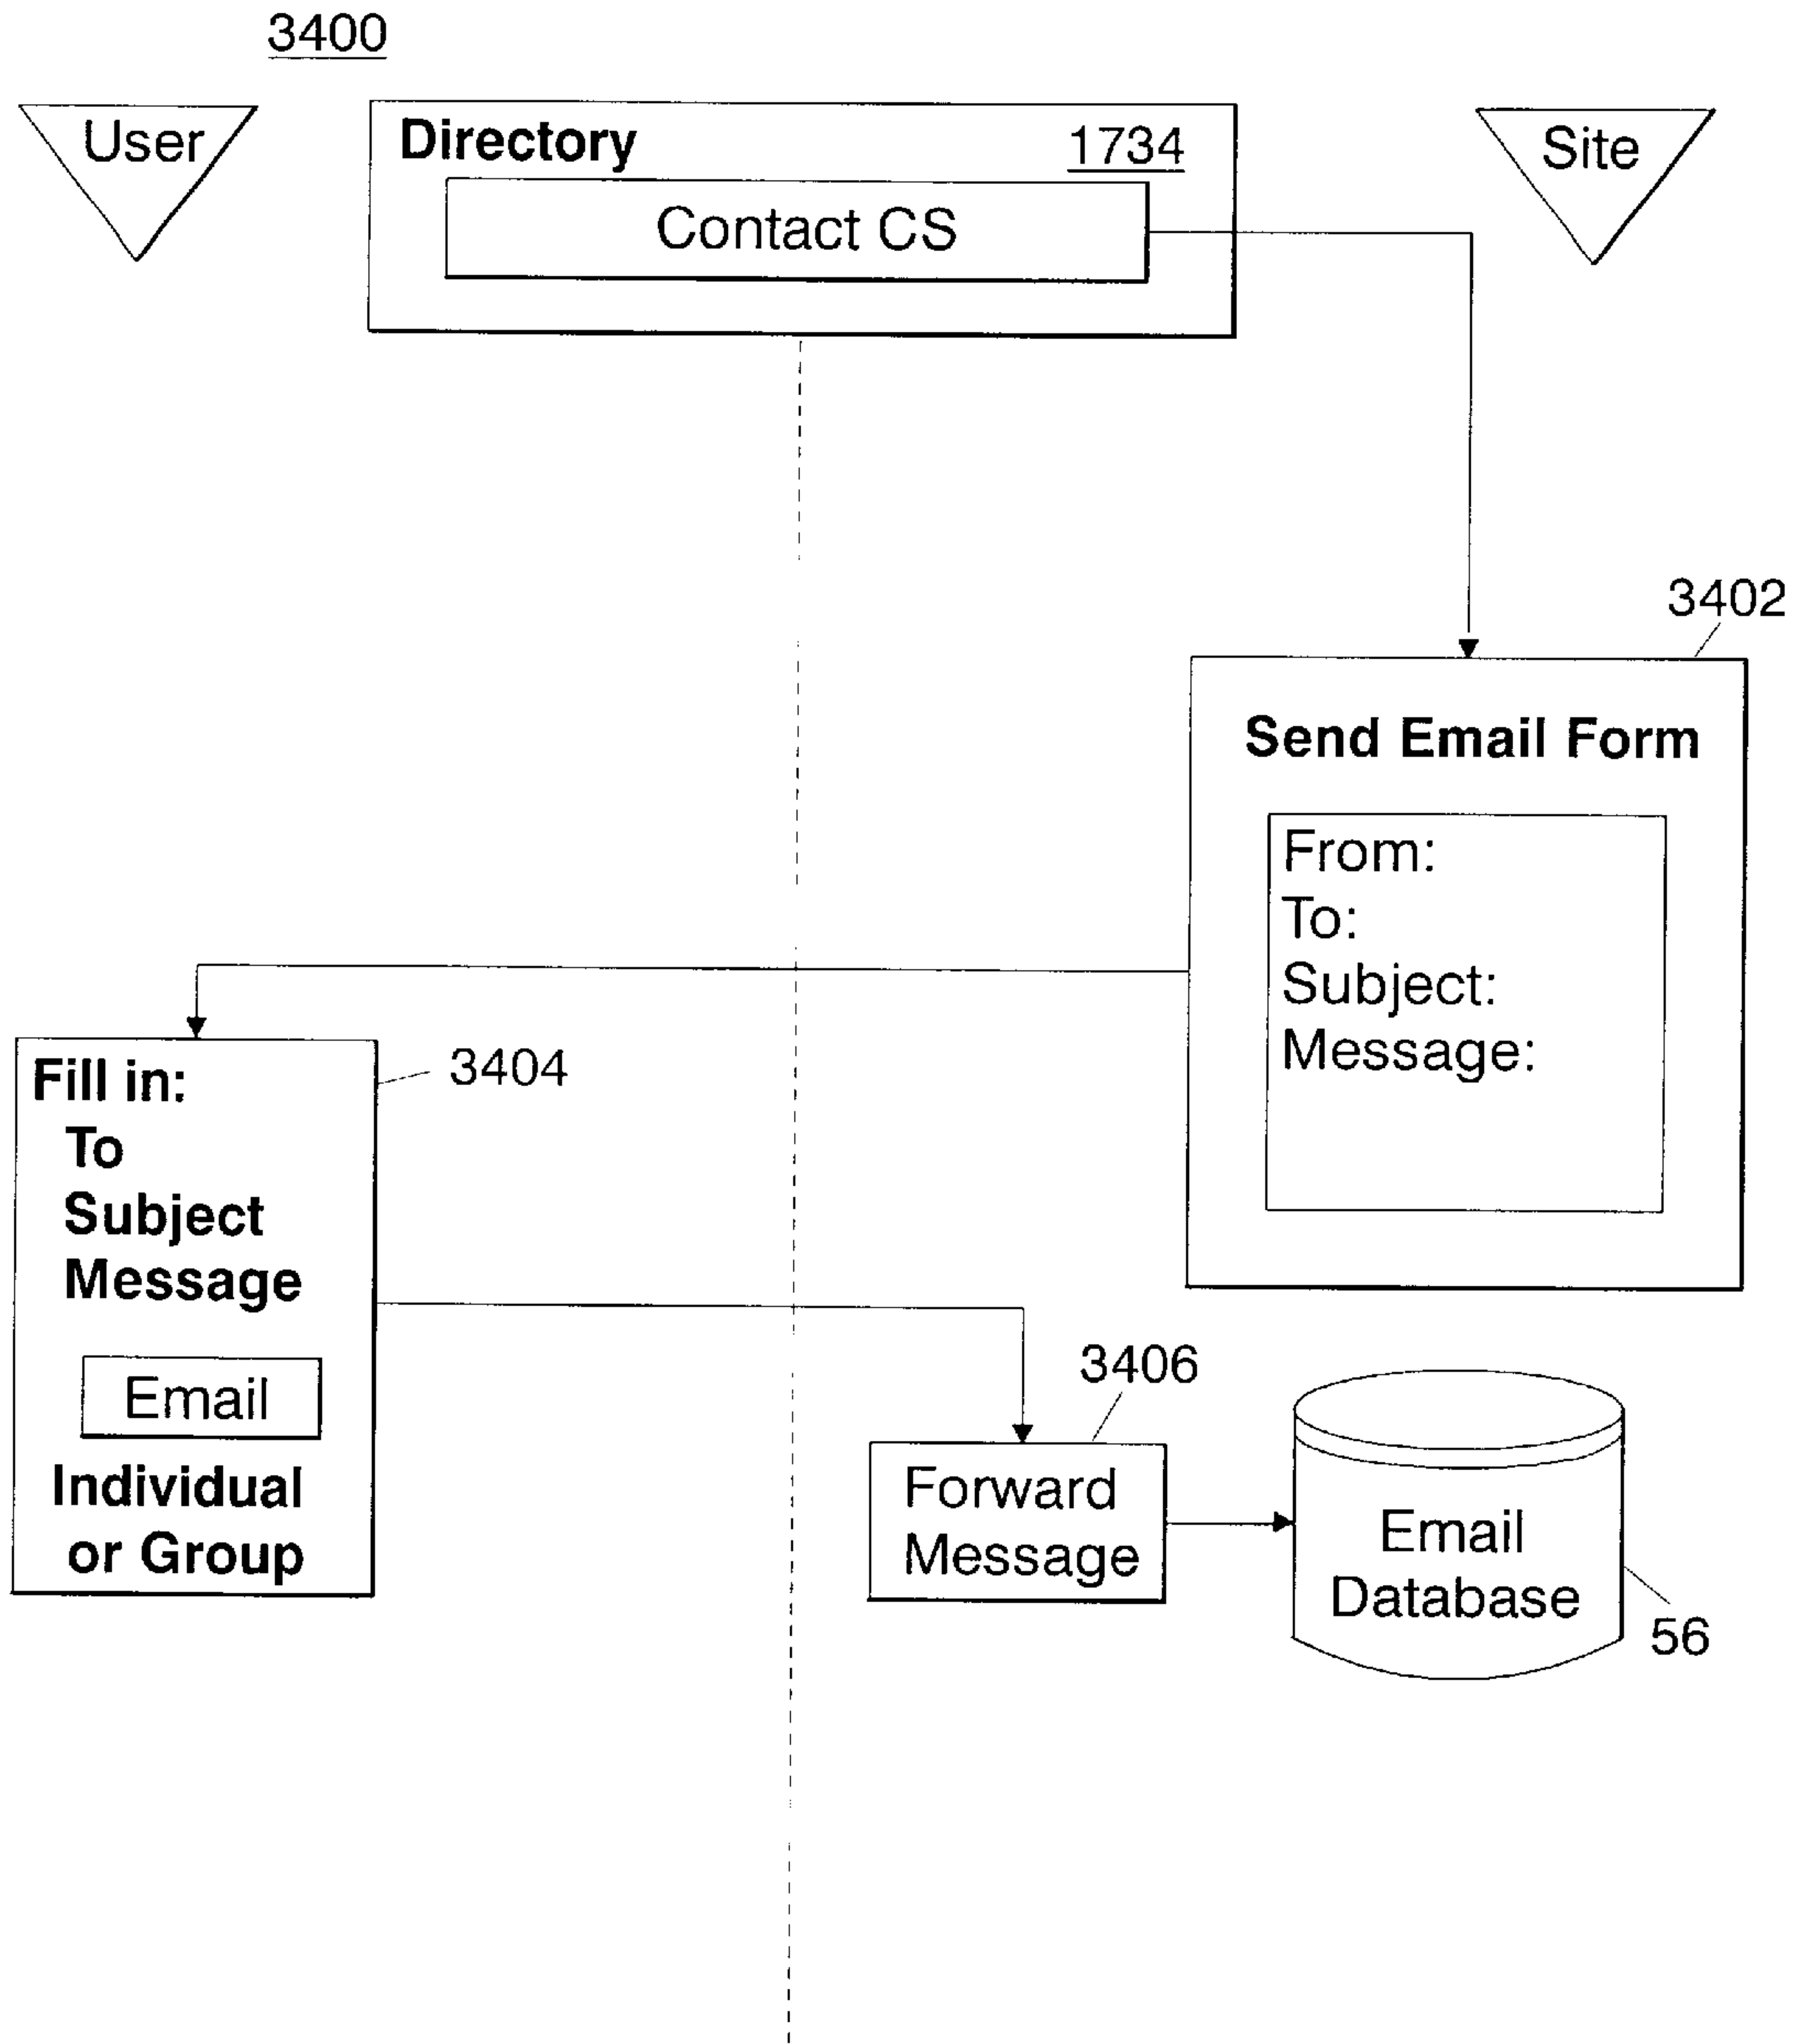 3400
User
Directory
1734
Contact CS
Site
3402
Send Email Form
From:
To:
Subject:
Message:
3404
Fill in:
To
Subject
Message
Email
Individual
or Group
3406
Forward
Message
Email
Database
56